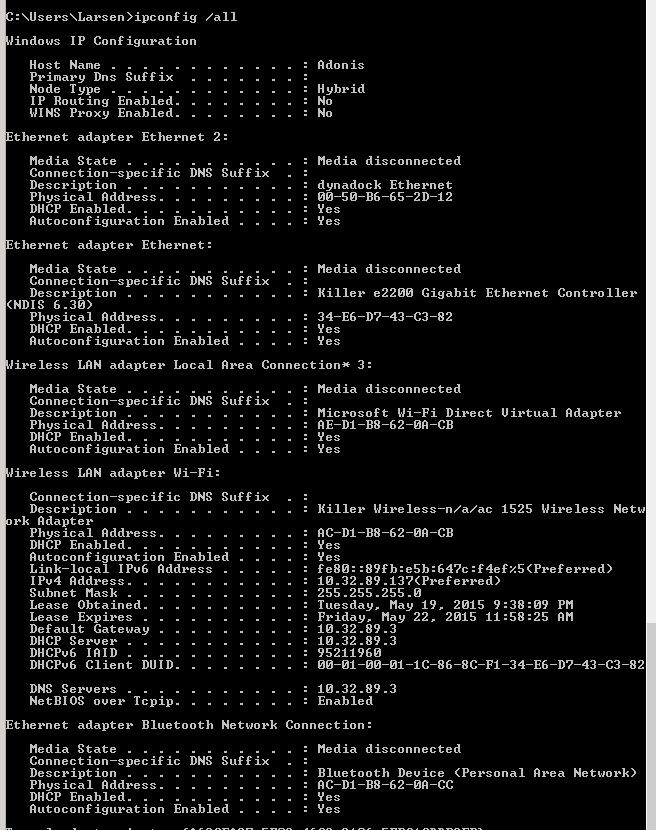 C:\Users\Larsen>ipconfig /all
Windows IP Configuration
Host Name . . . . . . . . . . . . : Adonis
Primary Dns Suffix  . . . . . . . :
Node Type . . . . . . . . . . . . : Hybrid
IP Routing Enabled. . . . . . . . : No
WINS Proxy Enabled. . . . . . . . : No
Ethernet adapter Ethernet 2:
Media State . . . . . . . . . . . : Media disconnected
Connection-specific DNS Suffix  . :
Description . . . . . . . . . . . : dynadock Ethernet
Physical Address. . . . . . . . . : 00-50-B6-65-2D-12
DHCP Enabled. . . . . . . . . . . : Yes
Autoconfiguration Enabled . . . . : Yes
Ethernet adapter Ethernet:
Media State . . . . . . . . . . . : Media disconnected
Connection-specific DNS Suffix  . :
Description . . . . . . . . . . . : Killer e2200 Gigabit Ethernet Controller
(NDIS 6.30)
Physical Address. . . . . . . . . : 34-E6-D7-43-C3-82
DHCP Enabled. . . . . . . . . . . : Yes
Autoconfiguration Enabled . . . . : Yes
Wireless LAN adapter Local Area Connection* 3:
Media State . . . . . . . . . . . : Media disconnected
Connection-specific DNS Suffix  . :
Description . . . . . . . . . . . : Microsoft Wi-Fi Direct Virtual Adapter
Physical Address. . . . . . . . . : AE-D1-B8-62-0A-CB
DHCP Enabled. . . . . . . . . . . : Yes
Autoconfiguration Enabled . . . . : Yes
Wireless LAN adapter Wi-Fi:
Connection-specific DNS Suffix  . :
Description . . . . . . . . . . . : Killer Wireless-n/a/ac 1525 Wireless Netw
ork Adapter
Physical Address. . . . . . . . . : AC-D1-B8-62-0A-CB
DHCP Enabled. . . . . . . . . . . : Yes
Autoconfiguration Enabled . . . . : Yes
Link-local IPv6 Address . . . . . : fe80::89fb:e5b:647c:f4ef%5(Preferred)
IPv4 Address. . . . . . . . . . . : 10.32.89.137(Preferred)
Subnet Mask . . . . . . . . . . . : 255.255.255.0
Lease Obtained. . . . . . . . . . : Tuesday, May 19, 2015 9:38:09 PM
Lease Expires . . . . . . . . . . : Friday, May 22, 2015 11:58:25 AM
Default Gateway . . . . . . . . . : 10.32.89.3
DHCP Server . . . . . . . . . . . : 10.32.89.3
DHCPv6 IAID . . . . . . . . . . . : 95211960
DHCPv6 Client DUID. . . . . . . . : 00-01-00-01-1C-86-8C-F1-34-E6-D7-43-C3-82
DNS Servers . . . . . . . . . . . : 10.32.89.3
NetBIOS over Tcpip. . . . . . . . : Enabled
Ethernet adapter Bluetooth Network Connection:
Media State . . . . . . . . . . . : Media disconnected
Connection-specific DNS Suffix  . :
Description . . . . . . . . . . . : Bluetooth Device (Personal Area Network)
Physical Address. . . . . . . . . : AC-D1-B8-62-0A-CC
DHCP Enabled. . . . . . . . . . . : Yes
Autoconfiguration Enabled . . . . : Yes